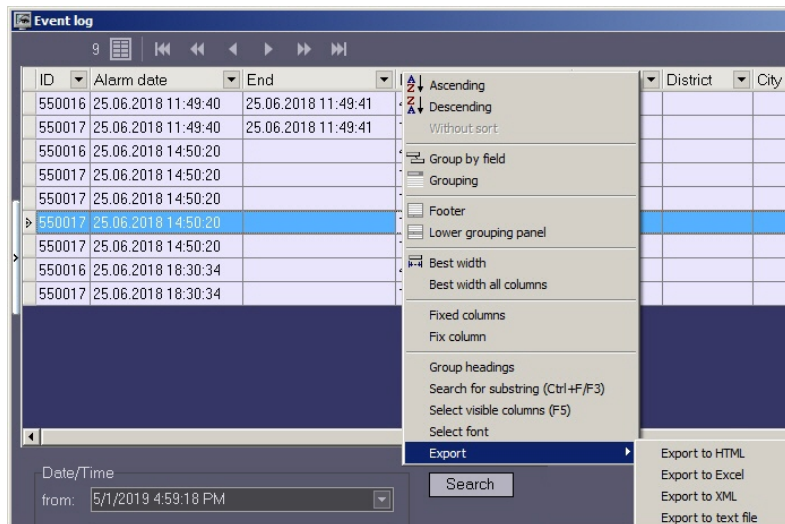 Event log
9
ID Alarm date End District City
550016 25.06.2018 11:49:40 25.06.2018 11:49:41
550017 25.06.2018 11:49:40 25.06.2018 11:49:41
550016 25.06.2018 14:50:20
550017 25.06.2018 14:50:20
550017 25.06.2018 14:50:20
550017 25.06.2018 14:50:20
550017 25.06.2018 14:50:20
550016 25.06.2018 18:30:34
550017 25.06.2018 18:30:34
Ascending
Descending
Without sort
Group by field
Grouping
Footer
Lower grouping panel
Best width
Best width all columns
Fixed columns
Fix column
Group headings
Search for substring (Ctrl+F/F3)
Select visible columns (F5)
Select font
Export
Export to HTML
Export to Excel
Export to XML
Export to text file
Date/Time
from: 5/1/2019 4:59:18 PM
Search